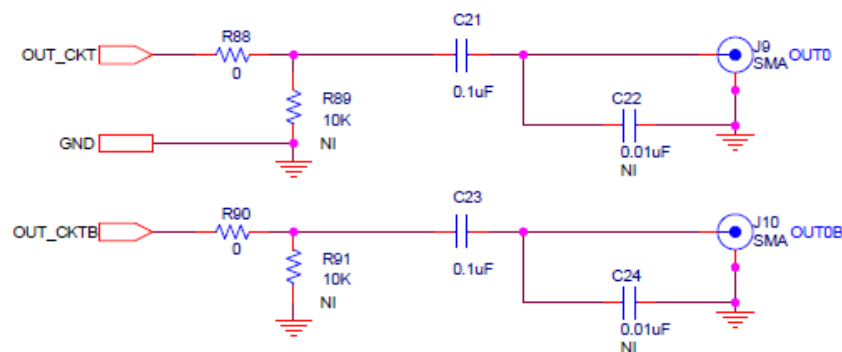 C21
R88
OUT_CKT
0
J9
SMA
OUT0
0.1uF
R89
10K
NI
C22
GND
0.01uF
NI
C23
R90
OUT_CKTB
0
J10
SMA
OUT0B
0.1uF
R91
10K
NI
C24
0.01uF
NI